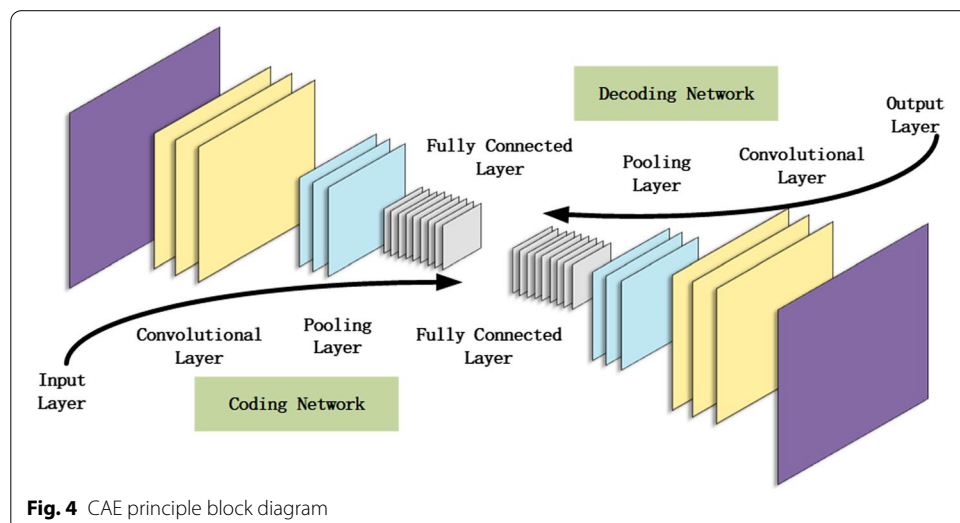 Decoding Network
Output
Layer
Fully Connected
Layer
Pooling
Layer
Convolutional
Layer
Convolutional
Layer
Pooling
Layer
Fully Connected
Layer
Input
Layer
Coding Network
Fig. 4 CAE principle block diagram